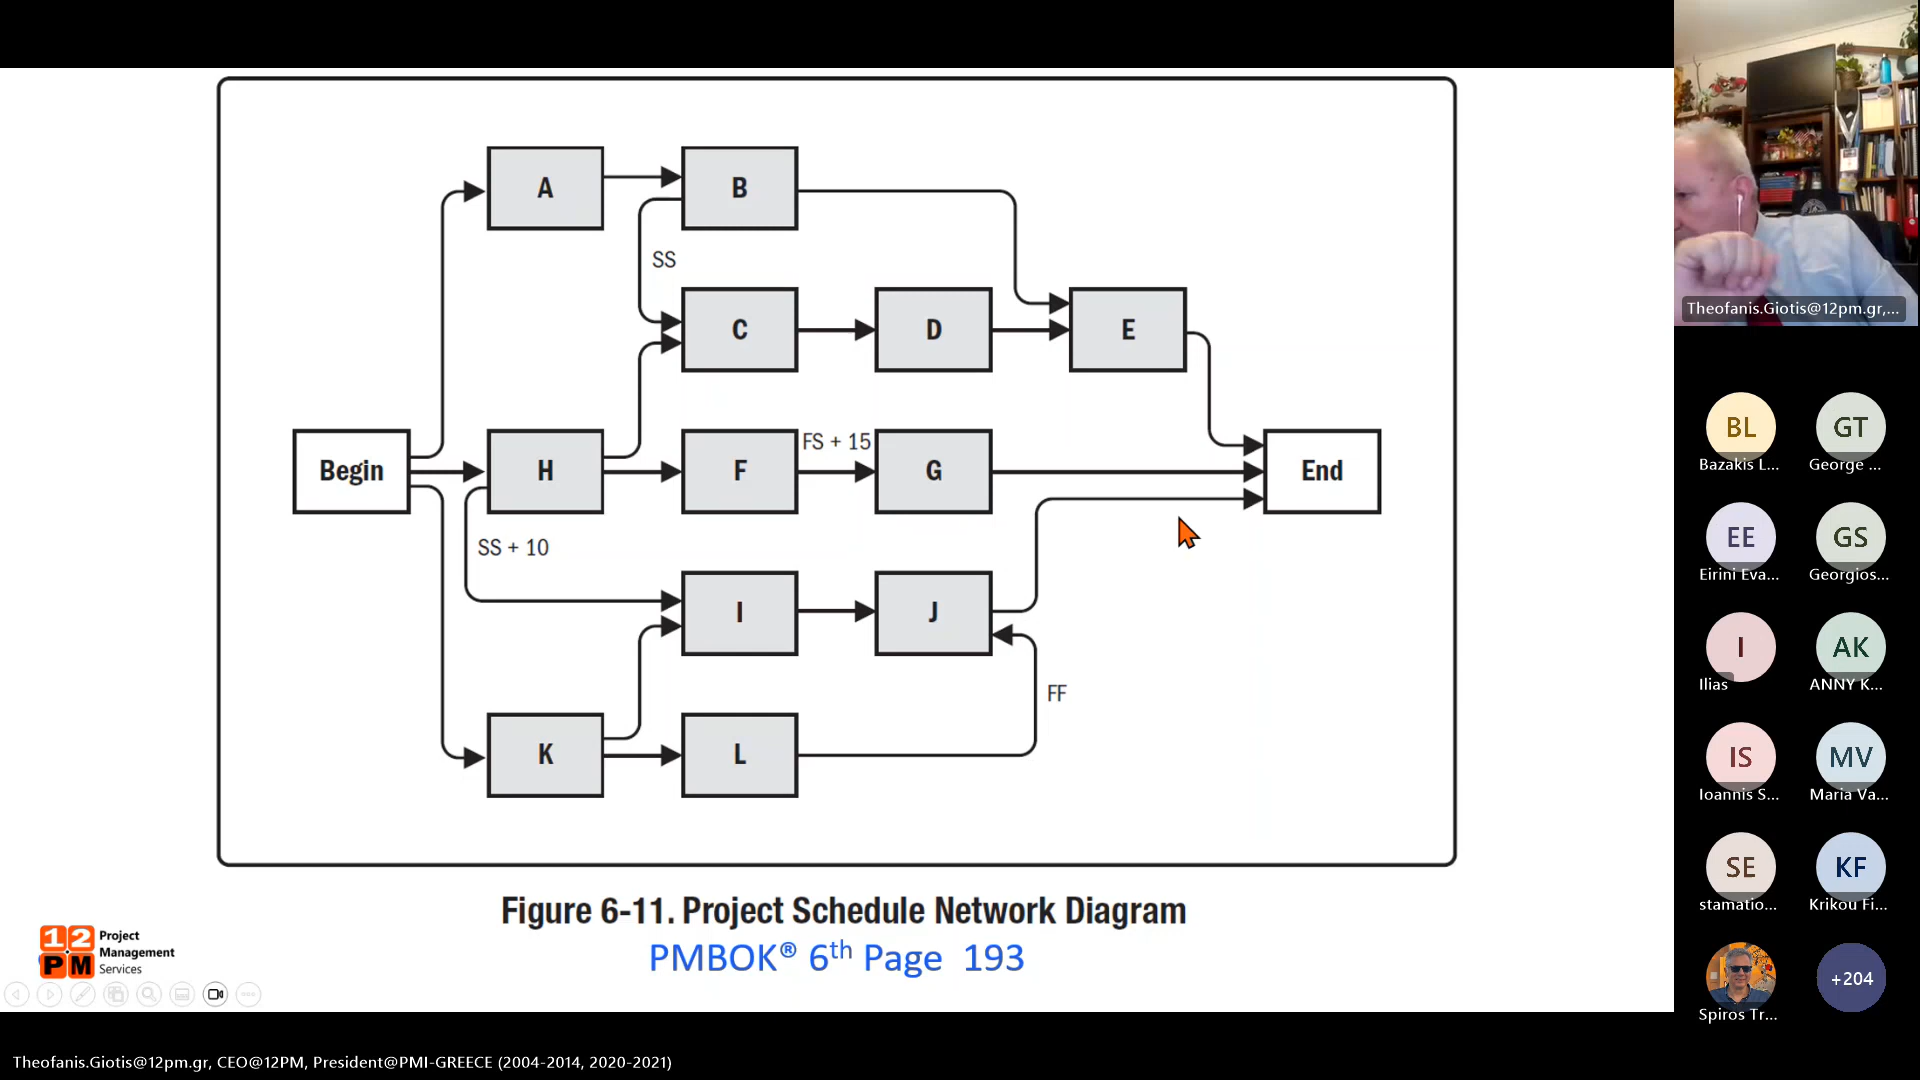 A
B
SS
C
D
E
Begin
H
F
FS + 15
G
End
SS + 10
I
J
FF
K
L
Figure 6-11. Project Schedule Network Diagram
PMBOK® 6th Page 193
12
PM
Project
Management
Services
Theofanis.Giotis@12pm.gr,...
BL
Bazakis L...
GT
George ...
EE
Eirini Eva...
GS
Georgios...
I
Ilias
AK
ANNY K...
IS
Ioannis S...
MV
Maria Va...
SE
stamatio...
KF
Krikou Fi...
Spiros Tr...
+204
Theofanis.Giotis@12pm.gr, CEO@12PM, President@PMI-GREECE (2004-2014, 2020-2021)